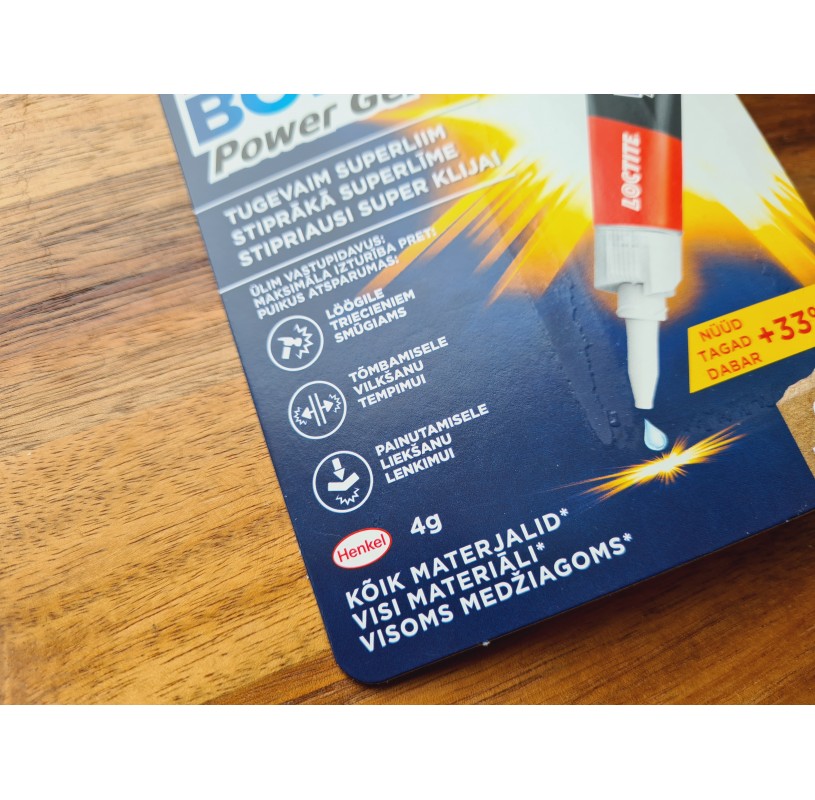 Power Gel
TUGEVAIM SUPERLIIM
STIPRĀKĀ SUPERLĪME
STIPRIAUSI SUPER KLIJAI
ÜLIM VASTUPIDAVUS:
MAKSIMĀLA IZTURĪBA PRET:
PUIKUS ATSPARUMAS:
LÖÖGILE
TRIECIENIEM
SMŪGIAMS
TÕMBAMISELE
VILKŠANU
TEMPIMUI
PAINUTAMISELE
LIEKŠANU
LENKIMUI
Henkel
4g
KÕIK MATERJALID*
VISI MATERIĀLI*
VISOMS MEDŽIAGOMS*
LOCTITE
NÜÜD
TAGAD
DABAR
+33%